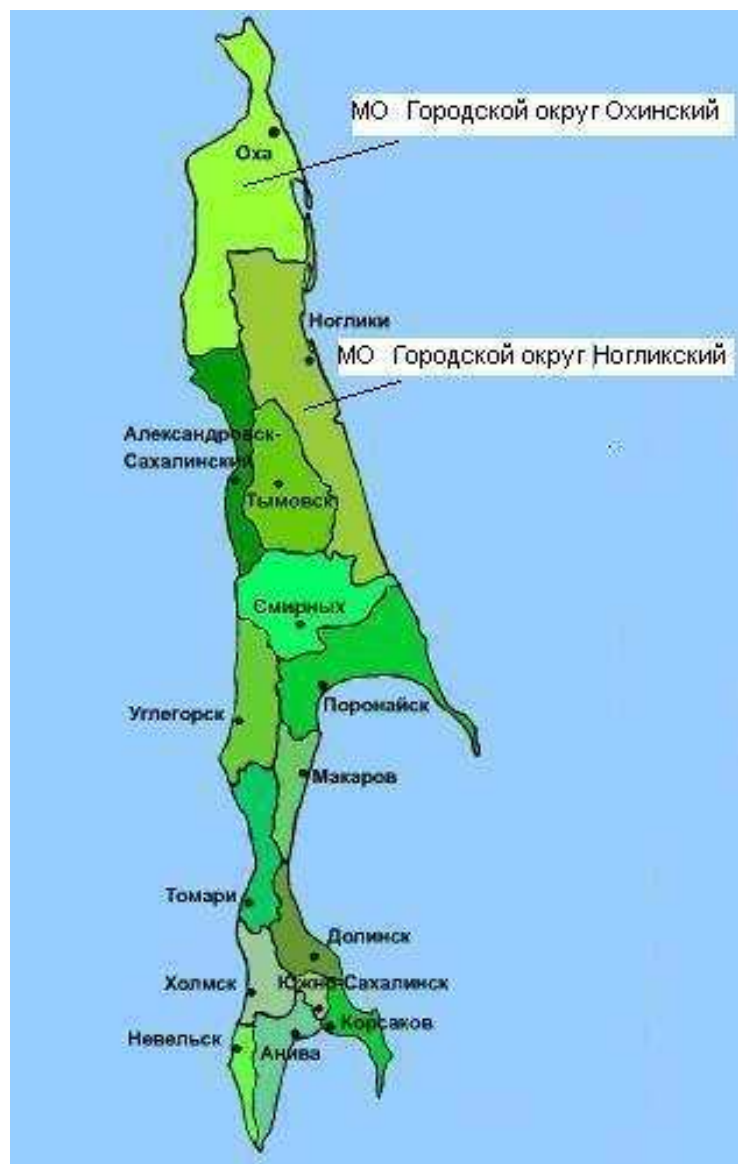 МО Городской округ Охинский
Оха
Ноглики
МО Городской округ Ногликский
Александровск-
Сахалинский
Тымовск
Смирных
Поронайск
Углегорск
Макаров
Томари
Долинск
Южно-Сахалинск
Холмск
Корсаков
Невельск
Анива